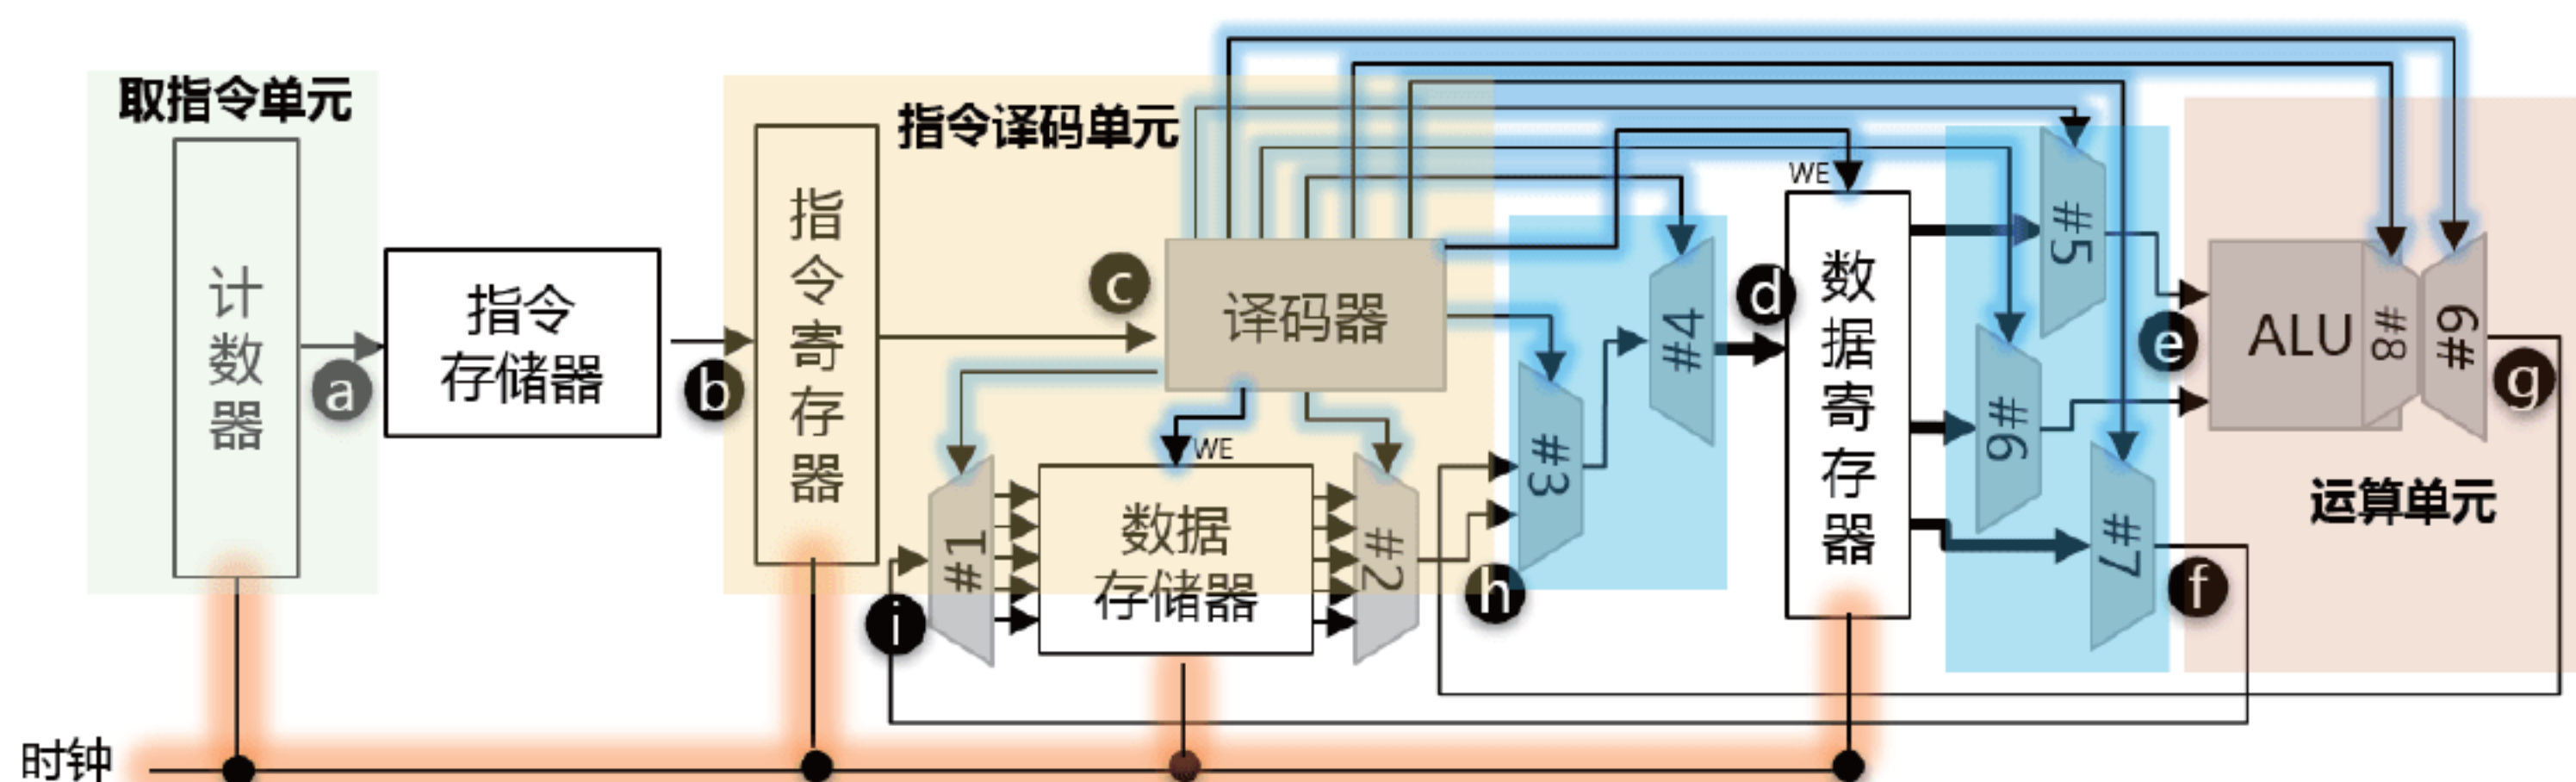 取指令单元
计数器
a
指令
存储器
b
指令译码单元
指令寄存器
c
译码器
WE
#1
i
数据
存储器
#2
h
#3
#4
d
WE
数据寄存器
#5
#6
#7
e
f
ALU
#8
#9
g
运算单元
时钟